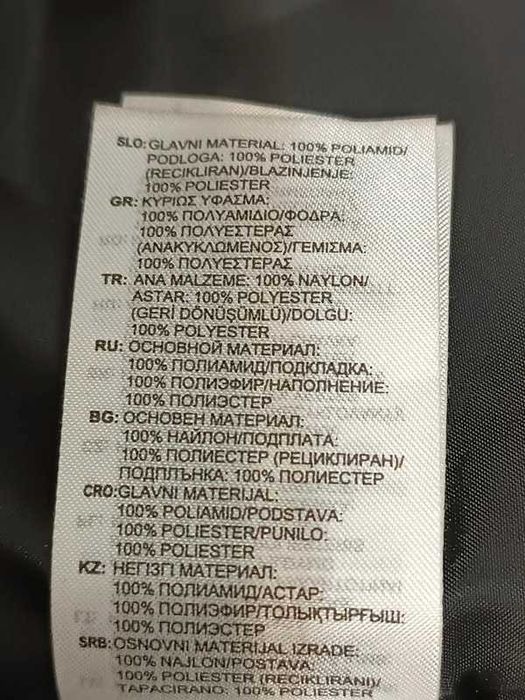 SLO: GLAVNI MATERIAL: 100% POLIAMID/
PODLOGA: 100% POLIESTER
(RECIKLIRAN)/BLAZINJENJE:
100% POLIESTER
GR: ΚΥΡΙΩΣ ΥΦΑΣΜΑ:
100% ΠΟΛΥΑΜΙΔΙΟ/ΦΟΔΡΑ:
100% ΠΟΛΥΕΣΤΕΡΑΣ
(ΑΝΑΚΥΚΛΩΜΕΝΟΣ)/ΓΕΜΙΣΜΑ:
100% ΠΟΛΥΕΣΤΕΡΑΣ
TR: ANA MALZEME: 100% NAYLON/
ASTAR: 100% POLYESTER
(GERİ DÖNÜŞÜMLÜ)/DOLGU:
100% POLYESTER
RU: ОСНОВНОЙ МАТЕРИАЛ:
100% ПОЛИАМИД/ПОДКЛАДКА:
100% ПОЛИЭФИР/НАПОЛНЕНИЕ:
100% ПОЛИЭСТЕР
BG: ОСНОВЕН МАТЕРИАЛ:
100% НАЙЛОН/ПОДПЛАТА:
100% ПОЛИЕСТЕР (РЕЦИКЛИРАН)/
ПОДПЛЪНКА: 100% ПОЛИЕСТЕР
CRO: GLAVNI MATERIJAL:
100% POLIAMID/PODSTAVA:
100% POLIESTER/PUNILO:
100% POLIESTER
KZ: НЕГІЗГІ МАТЕРИАЛ:
100% ПОЛИАМИД/АСТАР:
100% ПОЛИЭФИР/ТОЛЫҚТЫРҒЫШ:
100% ПОЛИЭСТЕР
SRB: OSNOVNI MATERIJAL IZRADE:
100% NAJLON/POSTAVA:
100% POLIESTER (RECIKLIRANI)/
TAPACIRANO: 100% POLIESTER